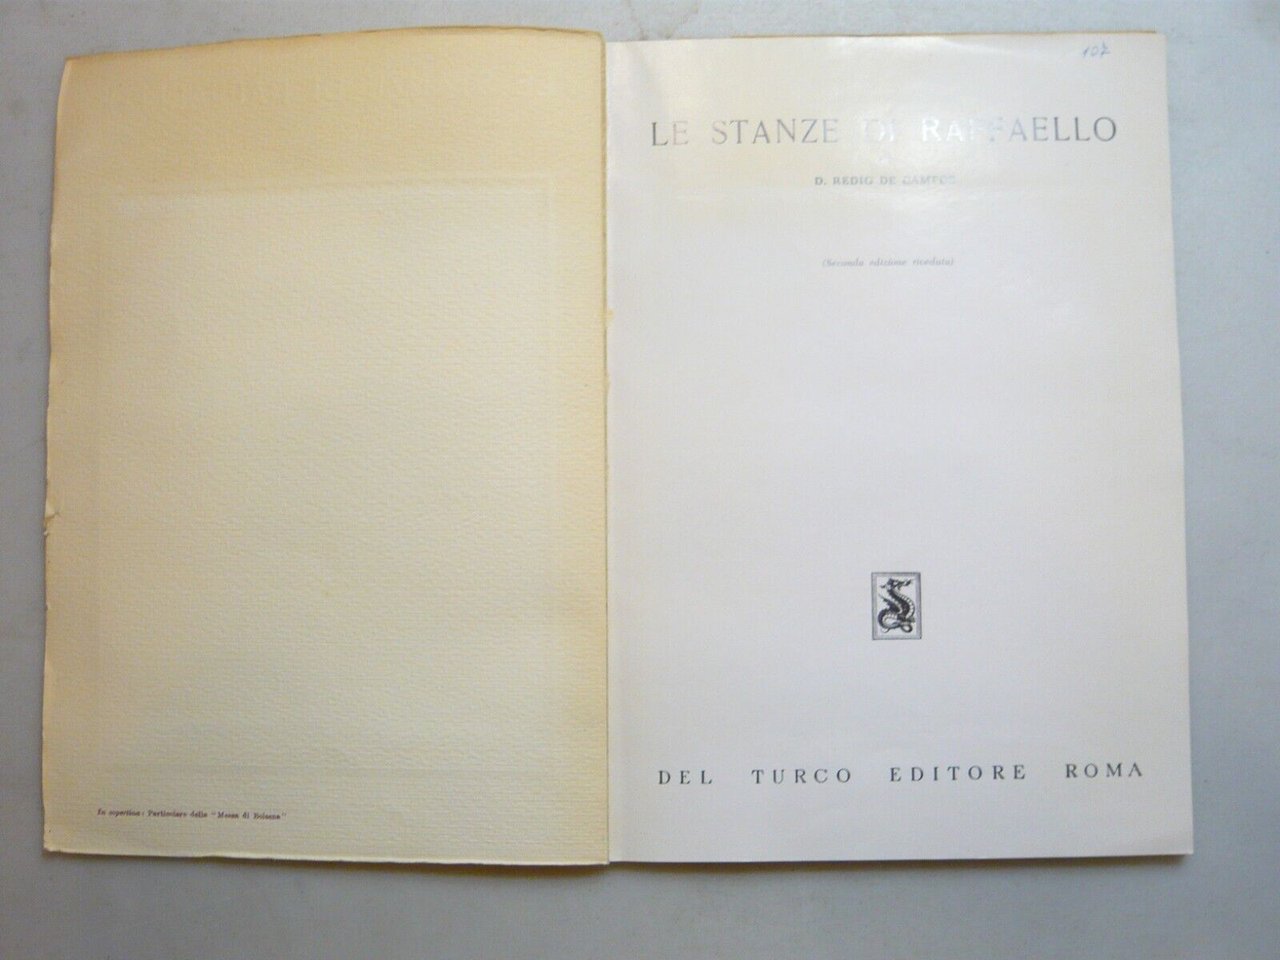 In copertina: Particolare della "Messa di Bolsena"
107
LE STANZE DI RAFFAELLO
D. REDIG DE CAMPOS
(Seconda edizione riveduta)
DEL TURCO EDITORE ROMA